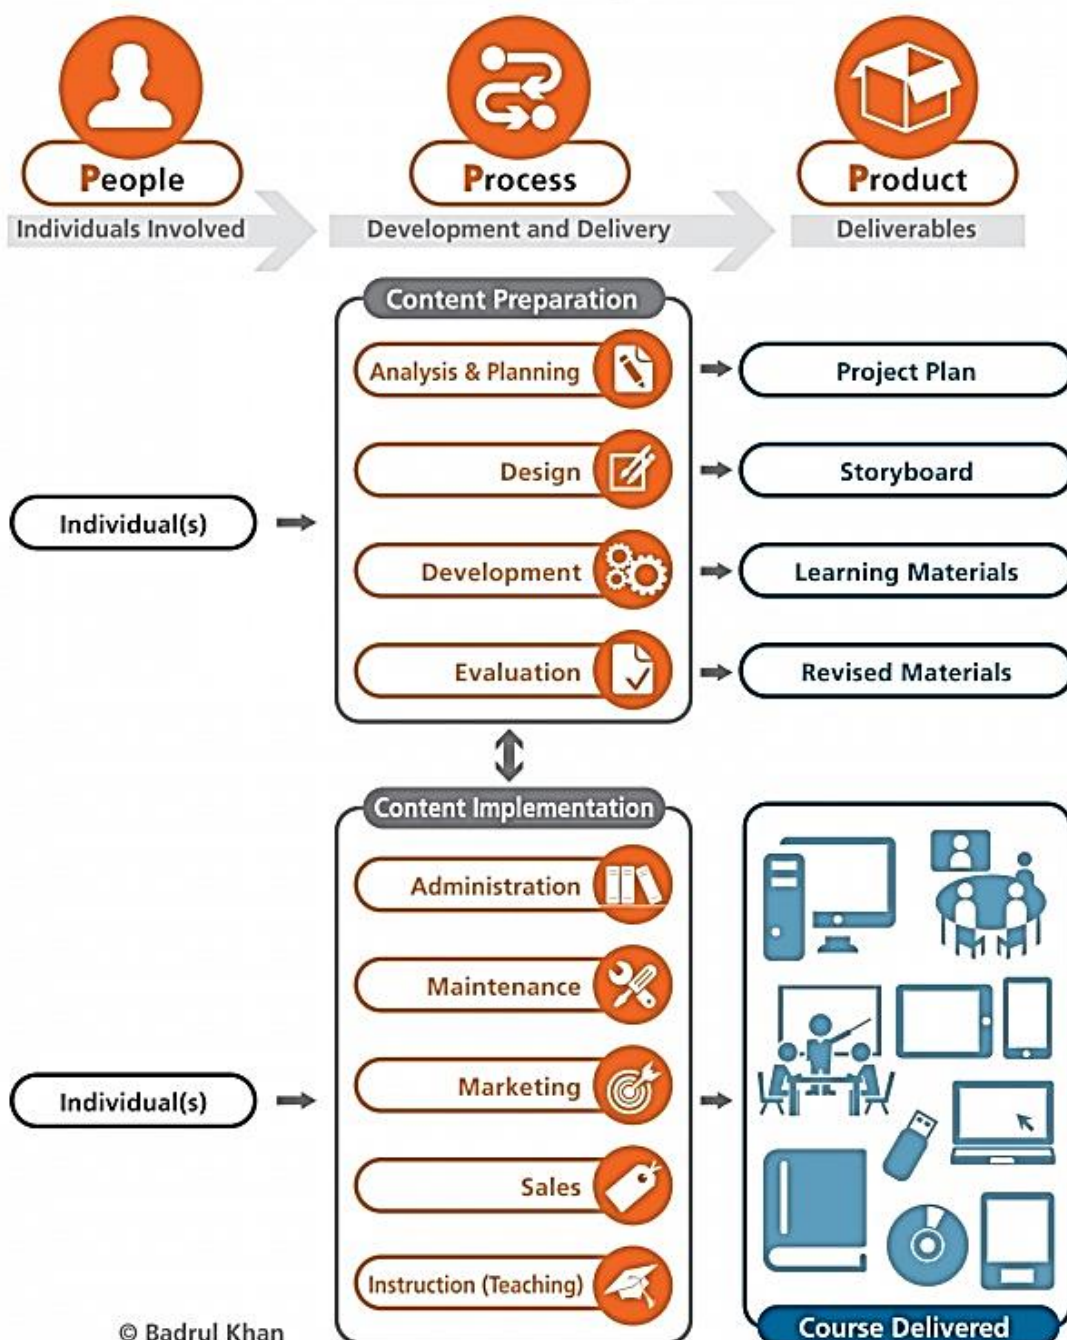 People
Process
Product
Individuals Involved
Development and Delivery
Deliverables
Content Preparation
Analysis & Planning
Project Plan
Design
Storyboard
Individual(s)
Development
Learning Materials
Evaluation
Revised Materials
Content Implementation
Administration
Maintenance
Individual(s)
Marketing
Sales
Instruction (Teaching)
© Badrul Khan
Course Delivered